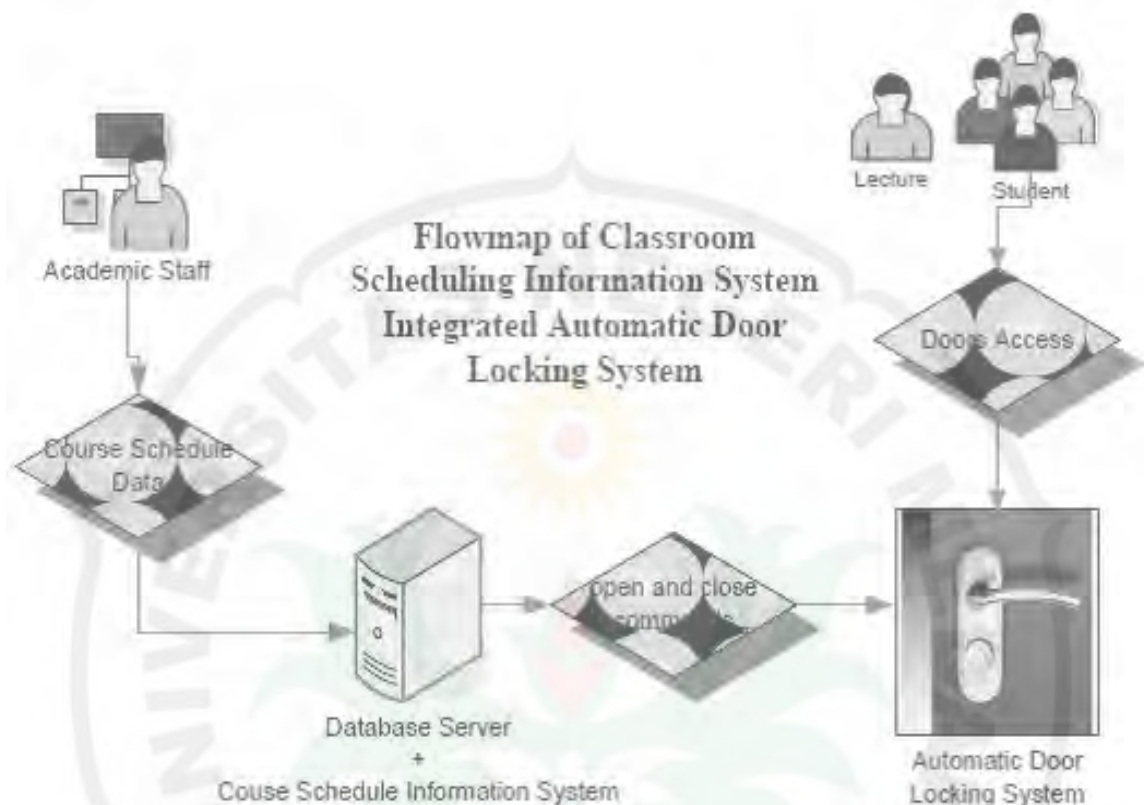 Lecture
Student
Academic Staff
Flowmap of Classroom
Scheduling Information System
Integrated Automatic Door
Locking System
Doors Access
Course Schedule
Data
open and close
Database Server
+
Couse Schedule Information System
Automatic Door
Locking System